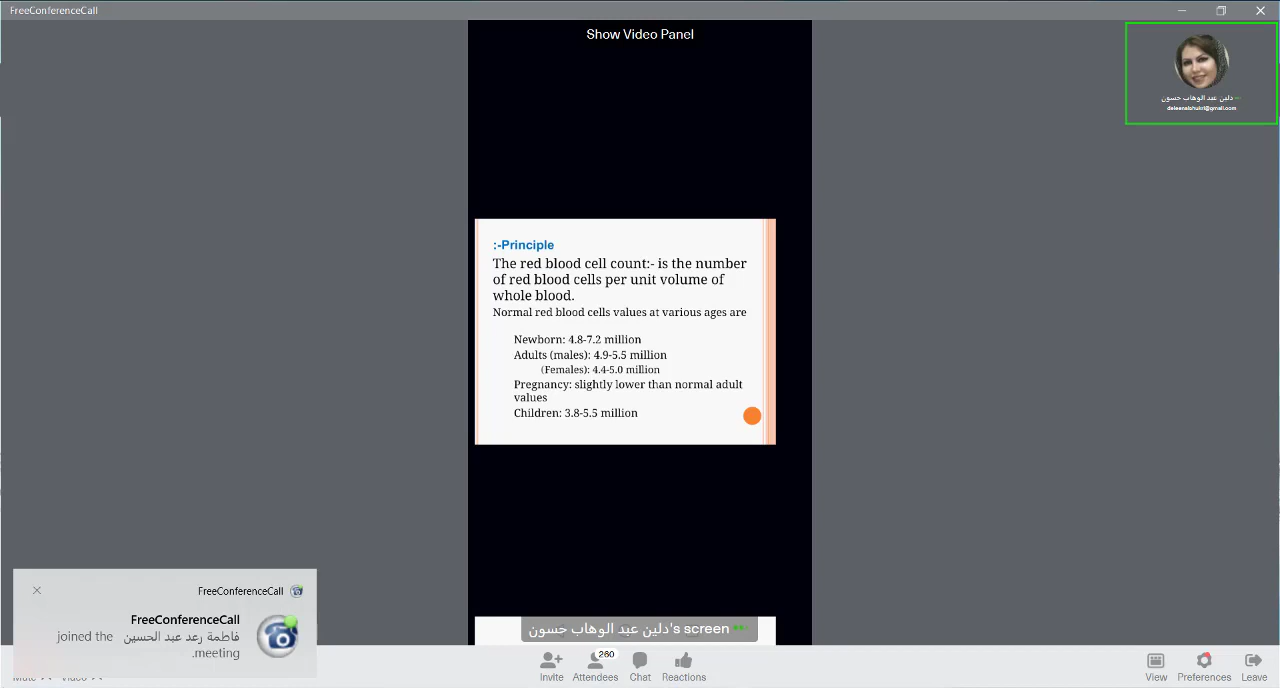 FreeConferenceCall
Show Video Panel
دلين عبد الوهاب حسون
deleenalshukri@gmail.com
:-Principle
The red blood cell count:- is the number
of red blood cells per unit volume of
whole blood.
Normal red blood cells values at various ages are
Newborn: 4.8-7.2 million
Adults (males): 4.9-5.5 million
(Females): 4.4-5.0 million
Pregnancy: slightly lower than normal adult
values
Children: 3.8-5.5 million
FreeConferenceCall
FreeConferenceCall
joined the فاطمة رعد عبد الحسين
.meeting
دلين عبد الوهاب حسون's screen
Mute
Video
260
Invite
Attendees
Chat
Reactions
View
Preferences
Leave